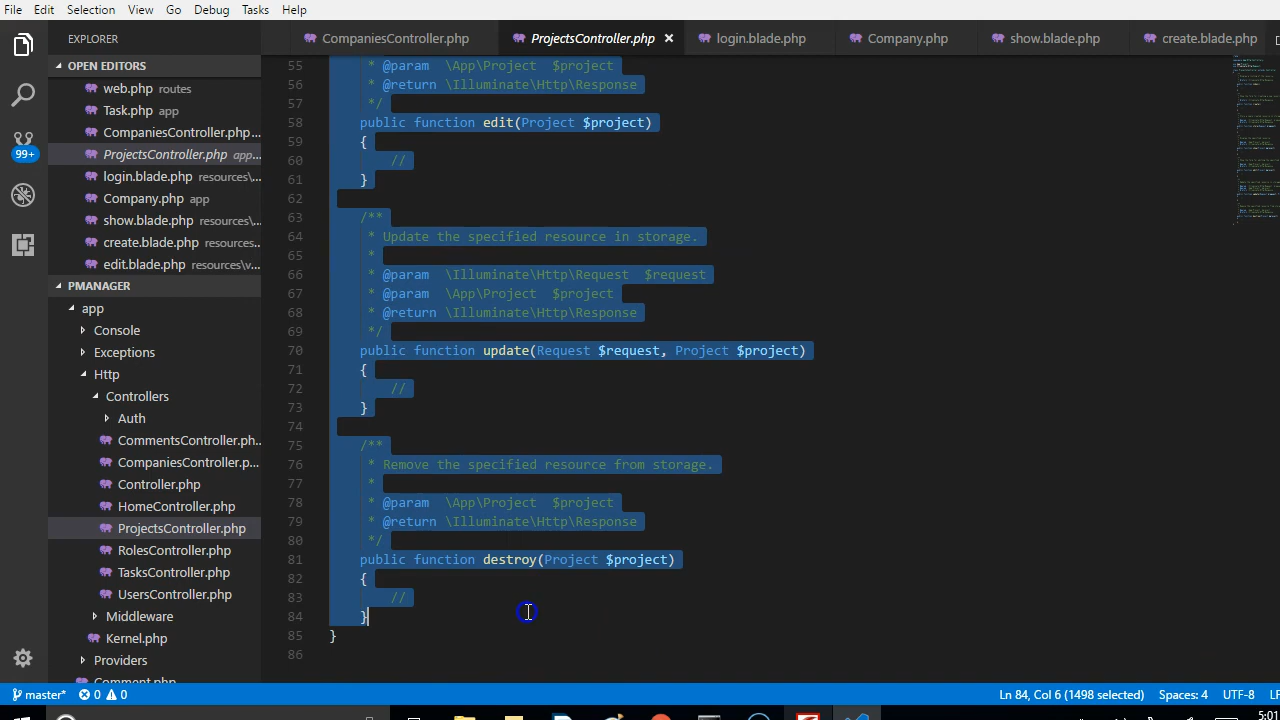 File Edit Selection View Go Debug Tasks Help
EXPLORER
CompaniesController.php ProjectsController.php × login.blade.php Company.php show.blade.php create.blade.php
OPEN EDITORS
web.php routes
Task.php app
CompaniesController.php...
ProjectsController.php app...
login.blade.php resources\...
Company.php app
show.blade.php resources\...
create.blade.php resources...
edit.blade.php resources\v...
PMANAGER
app
Console
Exceptions
Http
Controllers
Auth
CommentsController.ph...
CompaniesController.p...
Controller.php
HomeController.php
ProjectsController.php
RolesController.php
TasksController.php
UsersController.php
Middleware
Kernel.php
Providers
Comment.php
99+
55 * @param \App\Project $project
56 * @return \Illuminate\Http\Response
57 */
58 public function edit(Project $project)
59 {
60 //
61 }
62
63 /**
64 * Update the specified resource in storage.
65 *
66 * @param \Illuminate\Http\Request $request
67 * @param \App\Project $project
68 * @return \Illuminate\Http\Response
69 */
70 public function update(Request $request, Project $project)
71 {
72 //
73 }
74
75 /**
76 * Remove the specified resource from storage.
77 *
78 * @param \App\Project $project
79 * @return \Illuminate\Http\Response
80 */
81 public function destroy(Project $project)
82 {
83 //
84 }
85 }
86
master* 0 0 Ln 84, Col 6 (1498 selected) Spaces: 4 UTF-8 LF
5:01